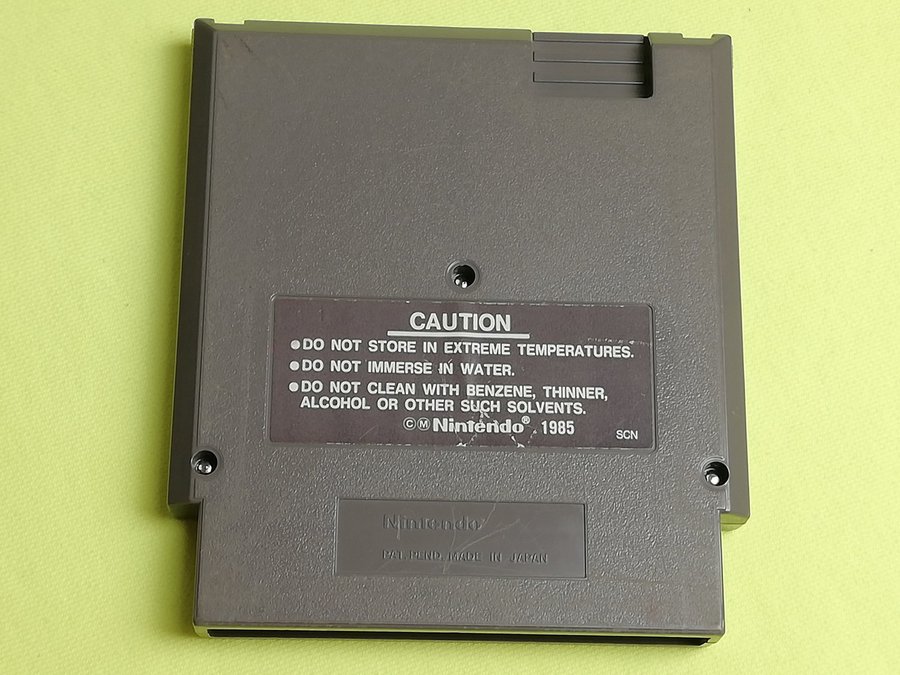 CAUTION
●DO NOT STORE IN EXTREME TEMPERATURES.
●DO NOT IMMERSE IN WATER.
●DO NOT CLEAN WITH BENZENE, THINNER,
ALCOHOL OR OTHER SUCH SOLVENTS.
©Ⓜ Nintendo® 1985
SCN
Nintendo
PAT. PEND. MADE IN JAPAN